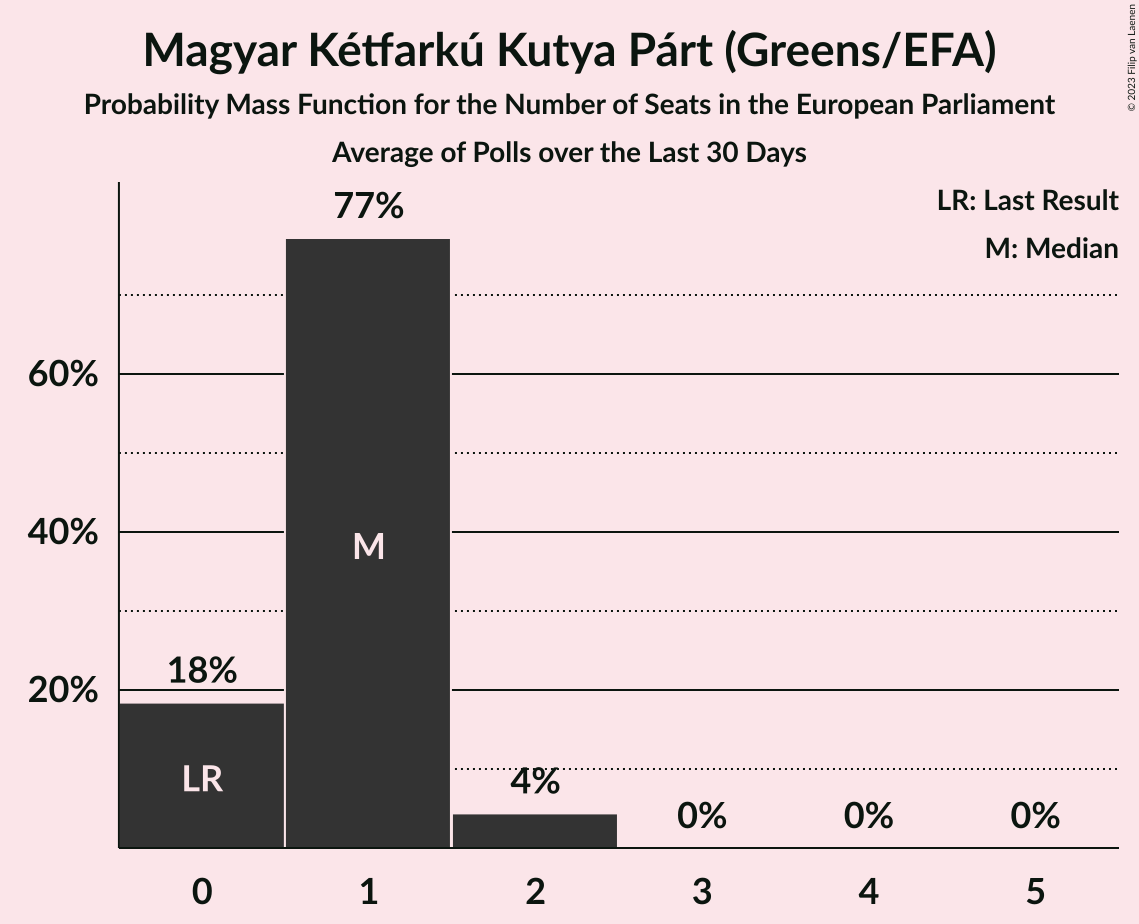 Magyar Kétfarkú Kutya Párt (Greens/EFA)
Probability Mass Function for the Number of Seats in the European Parliament
Average of Polls over the Last 30 Days
© 2023 Filip van Laenen
LR: Last Result
M: Median
77%
60%
40%
M
18%
20%
LR
4%
0%
0%
0%
0
1
2
3
4
5